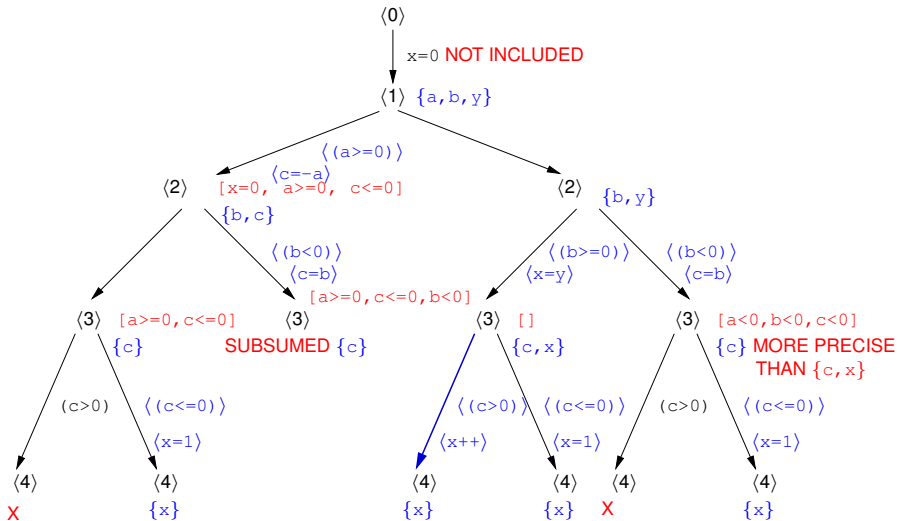 ⟨0⟩
x=0 NOT INCLUDED
⟨1⟩ {a,b,y}
⟨(a>=0)⟩
⟨c=-a⟩
⟨2⟩ [x=0, a>=0, c<=0]
{b,c}
⟨2⟩
{b,y}
⟨(b<0)⟩
⟨c=b⟩
⟨(b>=0)⟩
⟨x=y⟩
⟨(b<0)⟩
⟨c=b⟩
⟨3⟩ [a>=0,c<=0]
{c}
[a>=0,c<=0,b<0]
⟨3⟩
SUBSUMED {c}
⟨3⟩ []
{c,x}
⟨3⟩ [a<0,b<0,c<0]
{c} MORE PRECISE
THAN {c,x}
(c>0)
⟨(c<=0)⟩
⟨x=1⟩
⟨(c>0)⟩
⟨x++⟩
⟨(c<=0)⟩
⟨x=1⟩
(c>0)
⟨(c<=0)⟩
⟨x=1⟩
⟨4⟩
X
⟨4⟩
{x}
⟨4⟩
{x}
⟨4⟩
{x}
⟨4⟩
X
⟨4⟩
{x}